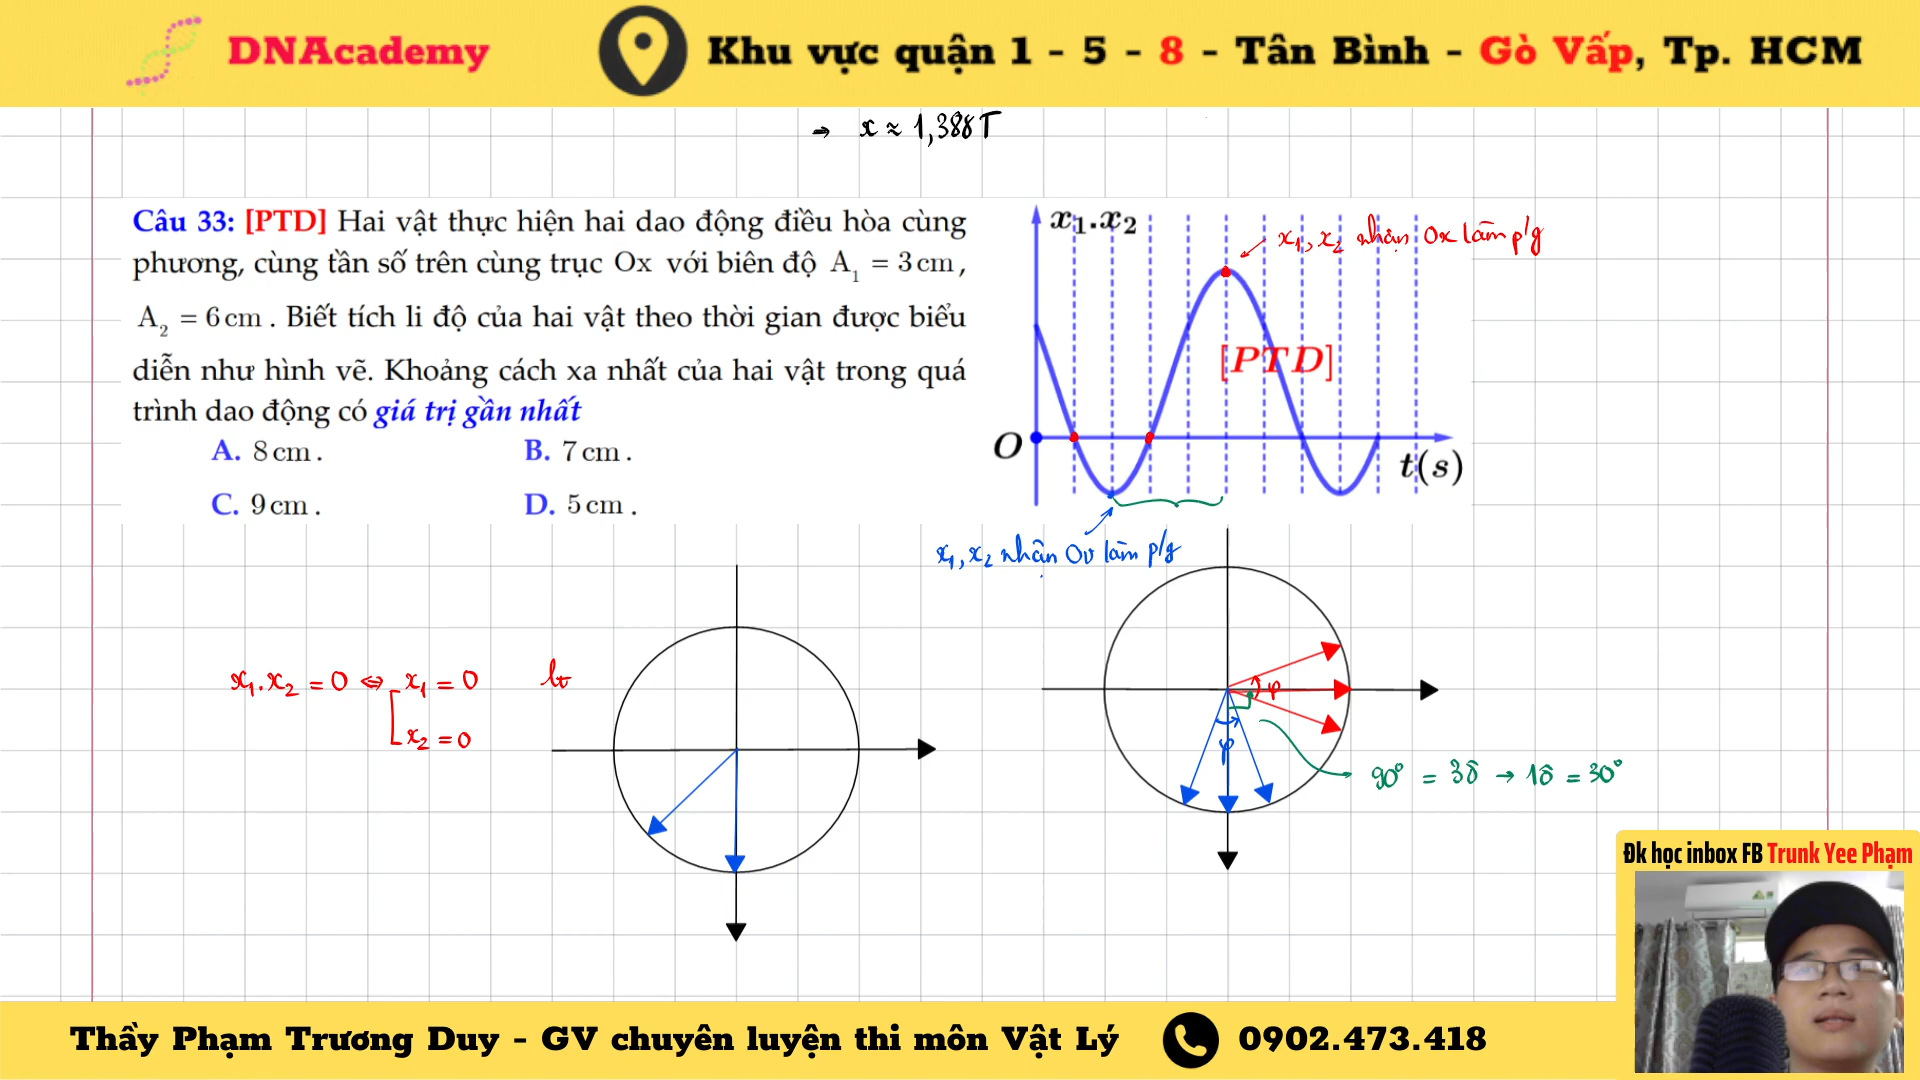 DNAcademy
Khu vực quận 1 - 5 - 8 - Tân Bình - Gò Vấp, Tp. HCM
→ x ≈ 1,388T
Câu 33: [PTD] Hai vật thực hiện hai dao động điều hòa cùng
phương, cùng tần số trên cùng trục Ox với biên độ A₁ = 3cm,
A₂ = 6cm. Biết tích li độ của hai vật theo thời gian được biểu
diễn như hình vẽ. Khoảng cách xa nhất của hai vật trong quá
trình dao động có giá trị gần nhất
A. 8cm.
B. 7cm.
C. 9cm.
D. 5cm.
x₁.x₂
x₁, x₂ nhận Ox làm p/g
[PTD]
O
t(s)
x₁, x₂ nhận Ov làm p/g
x₁.x₂ = 0 ⇔ x₁ = 0
x₂ = 0
φ
φ
90° = 3ô → 1ô = 30°
Đk học inbox FB Trunk Yee Phạm
Thầy Phạm Trương Duy - GV chuyên luyện thi môn Vật Lý
0902.473.418